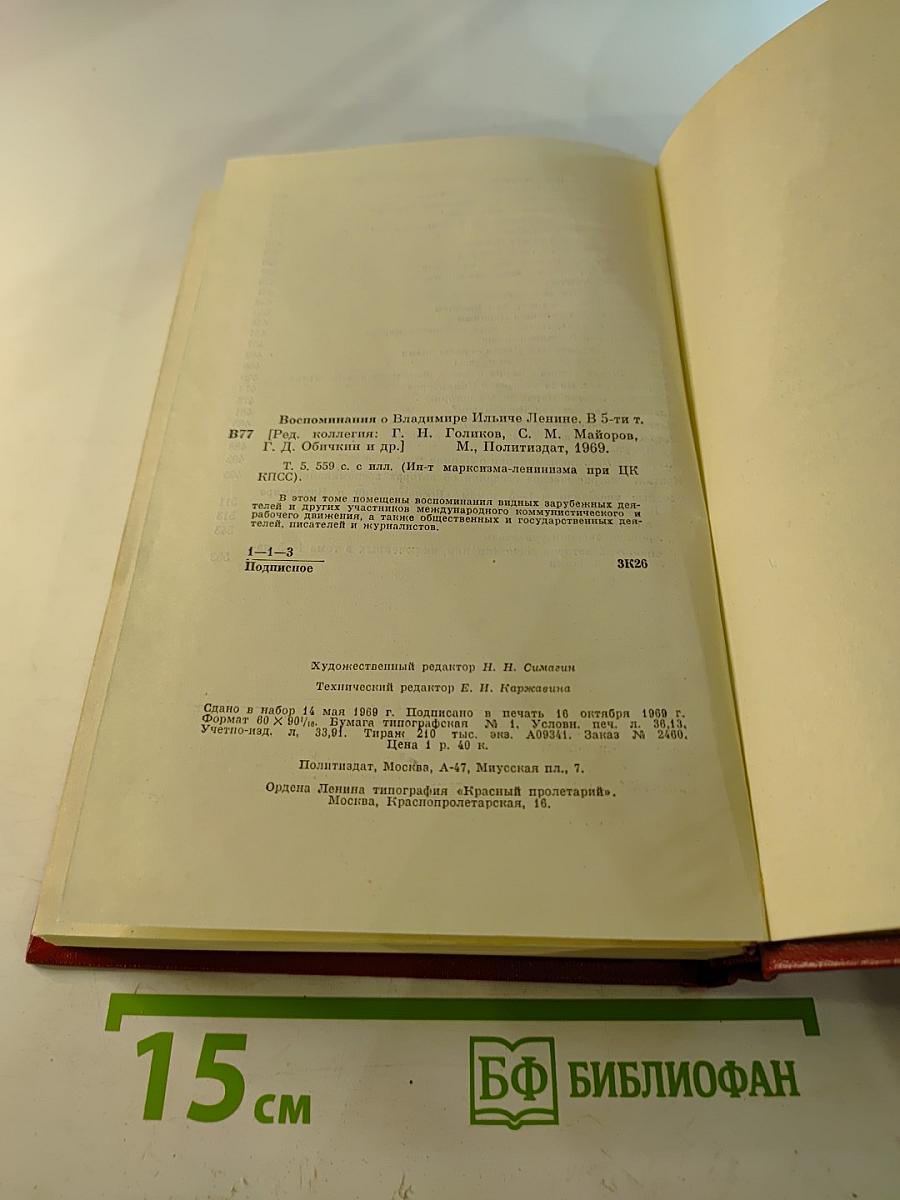 Воспоминания о Владимире Ильиче Ленине. В 5-ти т.
В77 [Ред. коллегия: Г. Н. Голиков, С. М. Майоров,
Г. Д. Обичкин и др.] М., Политиздат, 1969.
Т. 5. 559 с. с илл. (Ин-т марксизма-ленинизма при ЦК
КПСС).
В этом томе помещены воспоминания видных зарубежных дея-
телей и других участников международного коммунистического и
рабочего движения, а также общественных и государственных дея-
телей, писателей и журналистов.
1—1—3
Подписное
3К26
Художественный редактор Н. Н. Симагин
Технический редактор Е. И. Каржавина
Сдано в набор 14 мая 1969 г. Подписано в печать 16 октября 1969 г.
Формат 60 × 90¹/₁₆. Бумага типографская № 1. Условн. печ. л. 36,13.
Учетно-изд. л. 33,91. Тираж 210 тыс. экз. А09341. Заказ № 2460.
Цена 1 р. 40 к.
Политиздат, Москва, А-47, Миусская пл., 7.
Ордена Ленина типография «Красный пролетарий».
Москва, Краснопролетарская, 16.
15 см
БФ БИБЛИОФАН